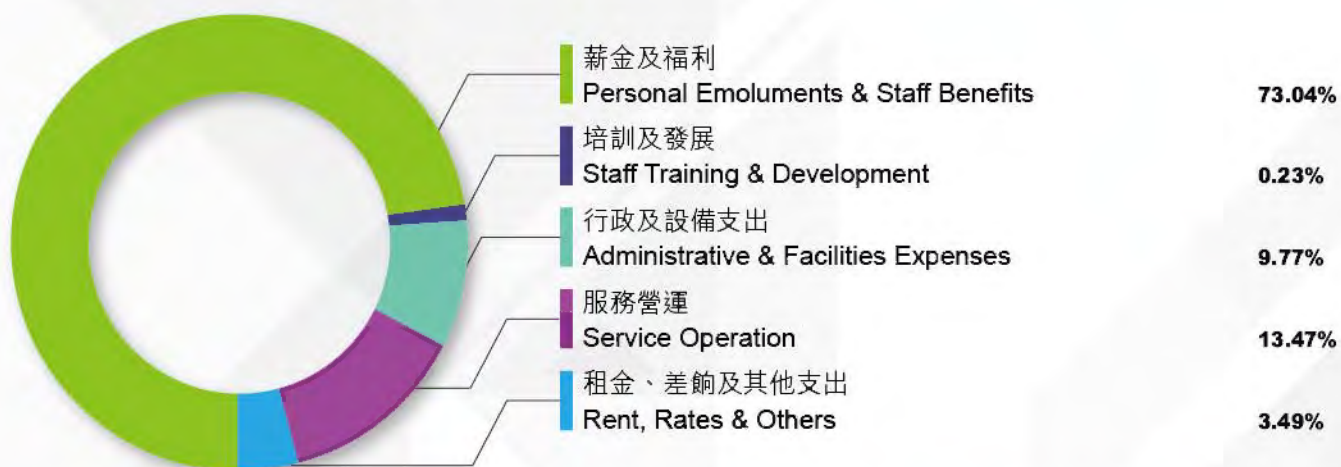 薪金及福利
Personal Emoluments & Staff Benefits 73.04%
培訓及發展
Staff Training & Development 0.23%
行政及設備支出
Administrative & Facilities Expenses 9.77%
服務營運
Service Operation 13.47%
租金、差餉及其他支出
Rent, Rates & Others 3.49%